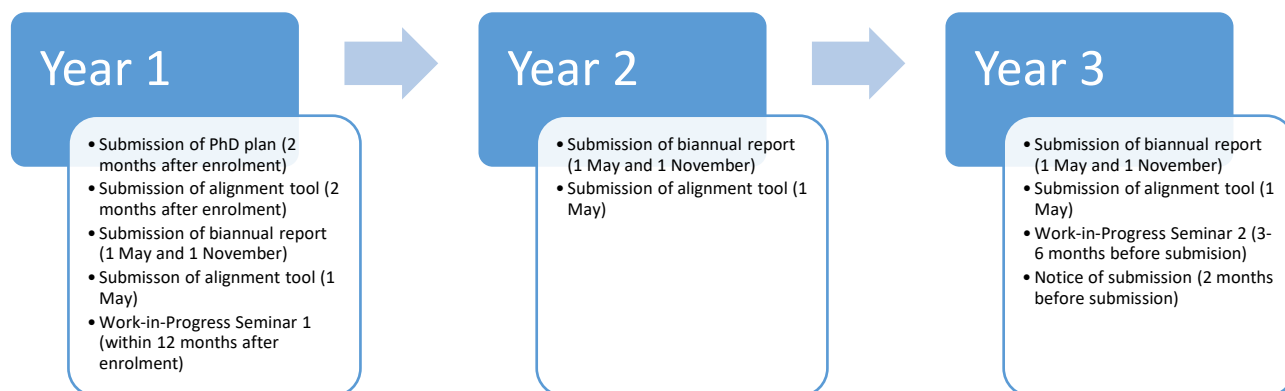 Year 1
• Submission of PhD plan (2
months after enrolment)
• Submission of alignment tool (2
months after enrolment)
• Submission of biannual report
(1 May and 1 November)
• Submisson of alignment tool (1
May)
• Work-in-Progress Seminar 1
(within 12 months after
enrolment)
Year 2
• Submission of biannual report
(1 May and 1 November)
• Submission of alignment tool (1
May)
Year 3
• Submission of biannual report
(1 May and 1 November)
• Submission of alignment tool (1
May)
• Work-in-Progress Seminar 2 (3-
6 months before submision)
• Notice of submission (2 months
before submission)